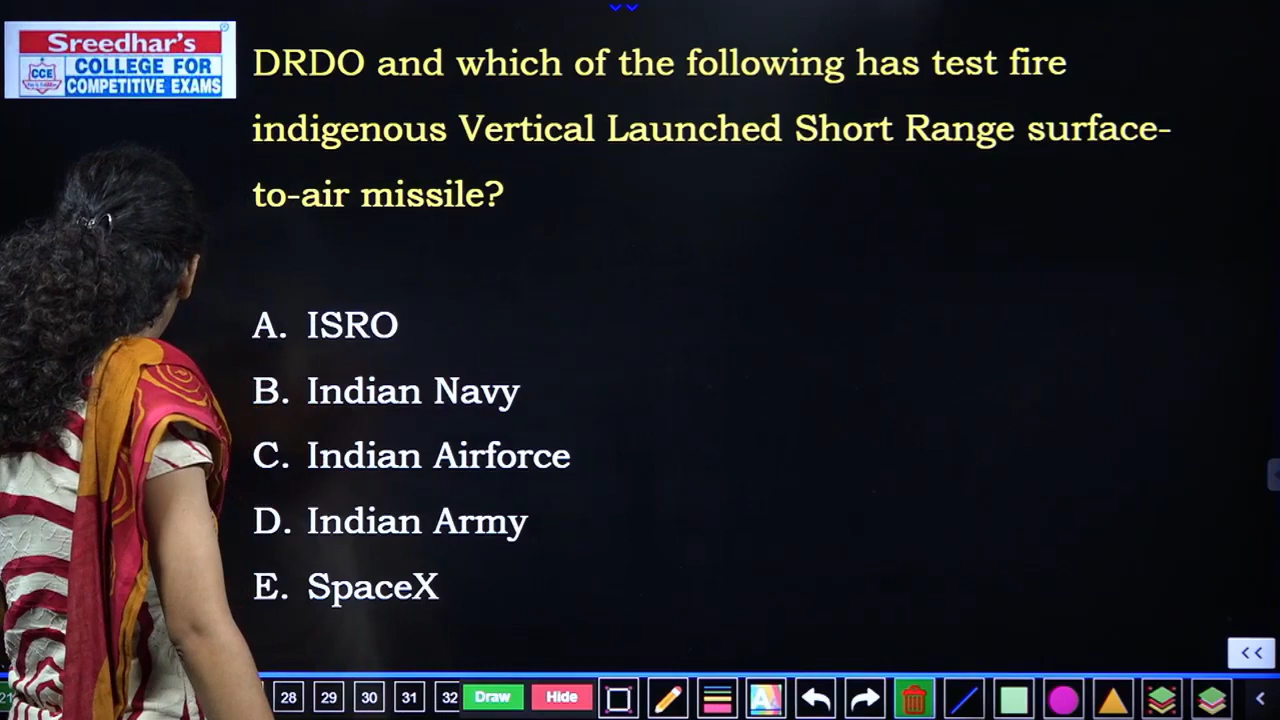 Sreedhar's
CCE
COLLEGE FOR
COMPETITIVE EXAMS
DRDO and which of the following has test fire
indigenous Vertical Launched Short Range surface-
to-air missile?
A. ISRO
B. Indian Navy
C. Indian Airforce
D. Indian Army
E. SpaceX
28 29 30 31 32 Draw Hide